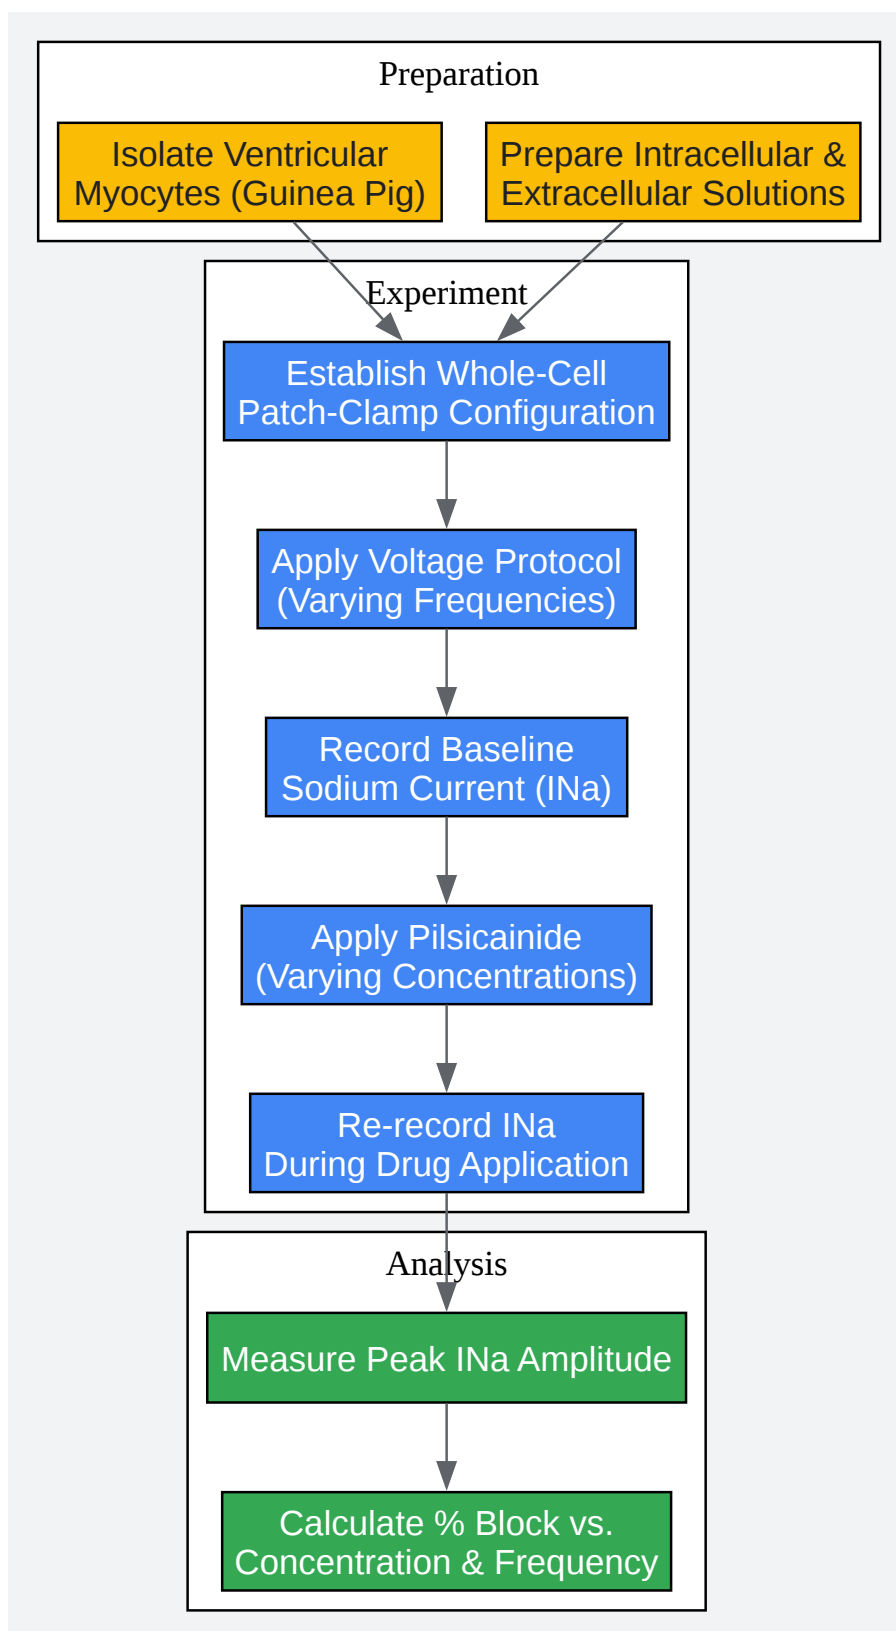 Preparation
Isolate Ventricular
Myocytes (Guinea Pig)
Prepare Intracellular &
Extracellular Solutions
Experiment
Establish Whole-Cell
Patch-Clamp Configuration
Apply Voltage Protocol
(Varying Frequencies)
Record Baseline
Sodium Current (INa)
Apply Pilsicainide
(Varying Concentrations)
Re-record INa
During Drug Application
Analysis
Measure Peak INa Amplitude
Calculate % Block vs.
Concentration & Frequency